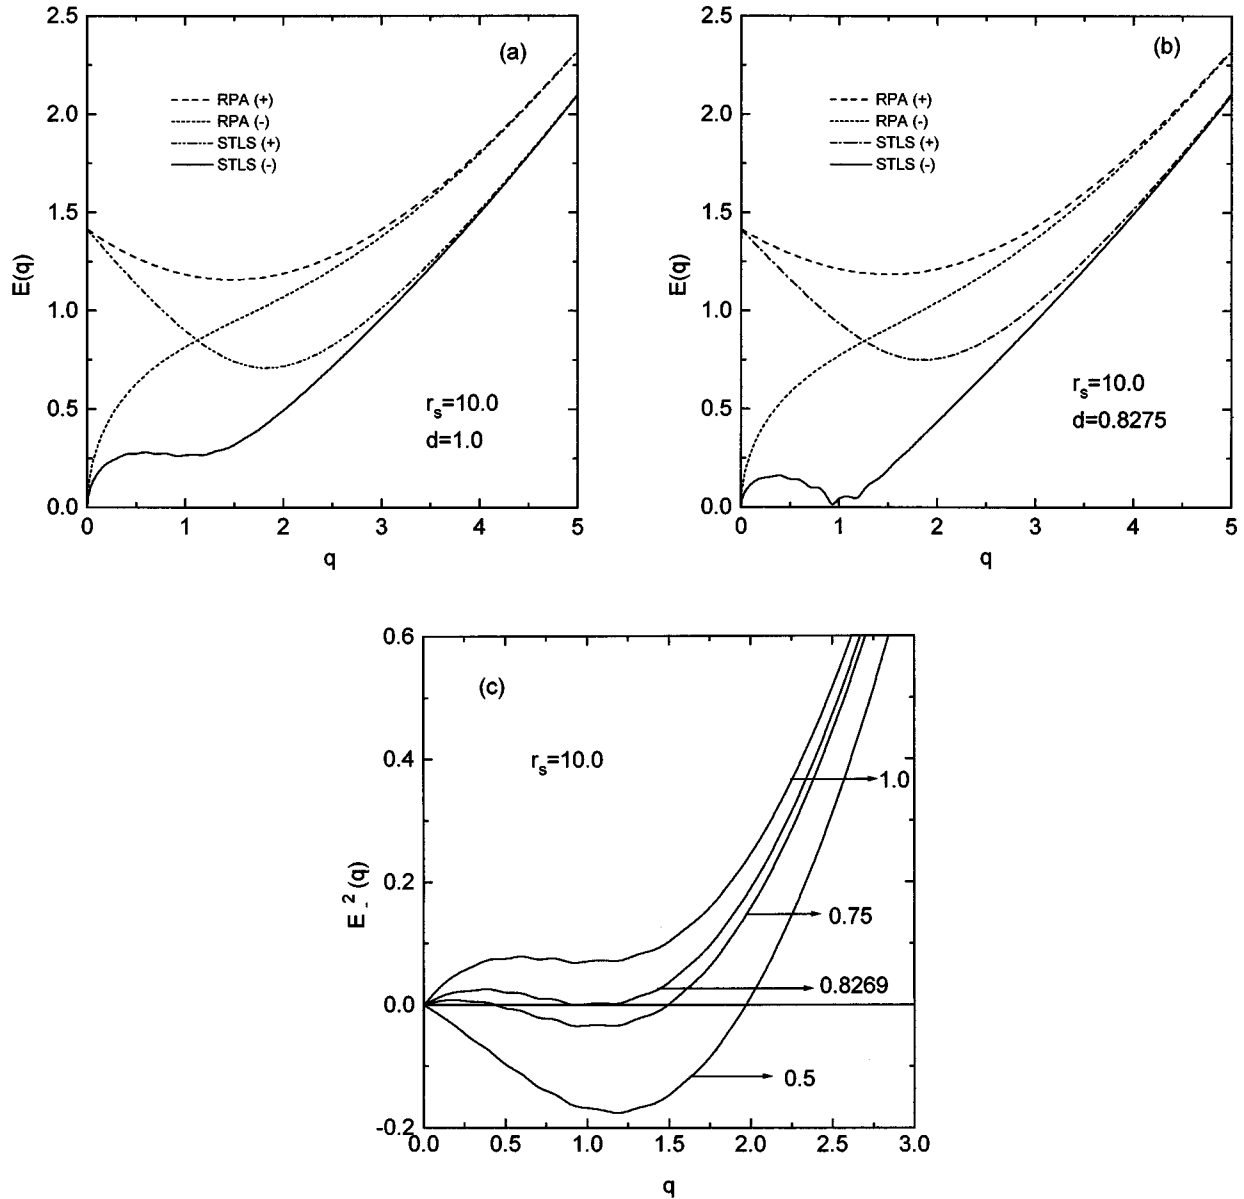 (a)
RPA (+)
RPA (-)
STLS (+)
STLS (-)
r_s=10.0
d=1.0
E(q)
2.5
2.0
1.5
1.0
0.5
0.0
0 1 2 3 4 5
q
(b)
RPA (+)
RPA (-)
STLS (+)
STLS (-)
r_s=10.0
d=0.8275
E(q)
2.5
2.0
1.5
1.0
0.5
0.0
0 1 2 3 4 5
q
(c)
r_s=10.0
1.0
0.75
0.8269
0.5
E_-^2(q)
0.6
0.4
0.2
0.0
-0.2
0.0 0.5 1.0 1.5 2.0 2.5 3.0
q